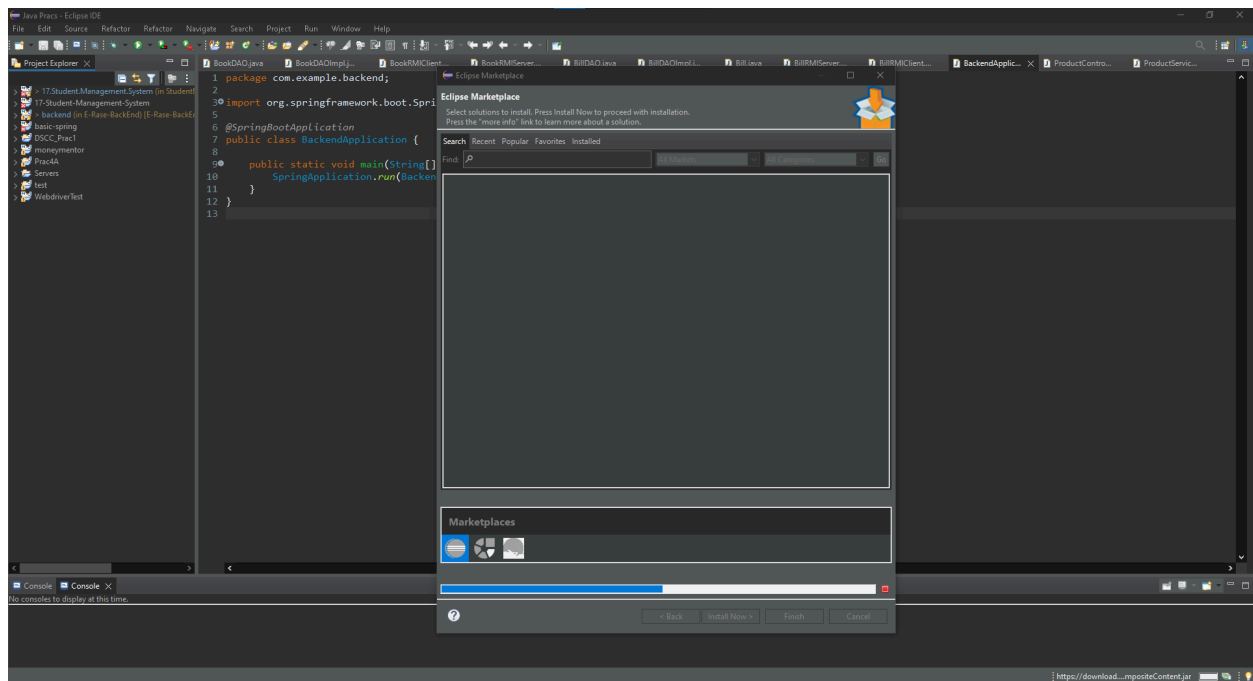 Java Pracs - Eclipse IDE
File Edit Source Refactor Refactor Navigate Search Project Run Window Help
Project Explorer
BookDAO.java BookDAOImpl.j... BookRMIClient... BookRMIServer... BillDAO.java BillDAOImpl.j... Bill.java BillRMIServer... BillRMIClient... BackendApplic... ProductContro... ProductServic...
> 17.Student.Management.System (in Student
17-Student-Management-System
> backend (in E-Rase-BackEnd) [E-Rase-BackE
basic-spring
DSCC_Prac1
moneymentor
Prac4A
Servers
test
WebdriverTest
1 package com.example.backend;
2
3 import org.springframework.boot.Spri
5
6 @SpringBootApplication
7 public class BackendApplication {
8
9 public static void main(String[]
10 SpringApplication.run(Backen
11 }
12 }
13
Eclipse Marketplace
Eclipse Marketplace
Select solutions to install. Press Install Now to proceed with installation.
Press the "more info" link to learn more about a solution.
Search Recent Popular Favorites Installed
Find: All Markets All Categories Go
Marketplaces
< Back Install Now > Finish Cancel
Console Console
No consoles to display at this time.
https://download....mpositeContent.jar